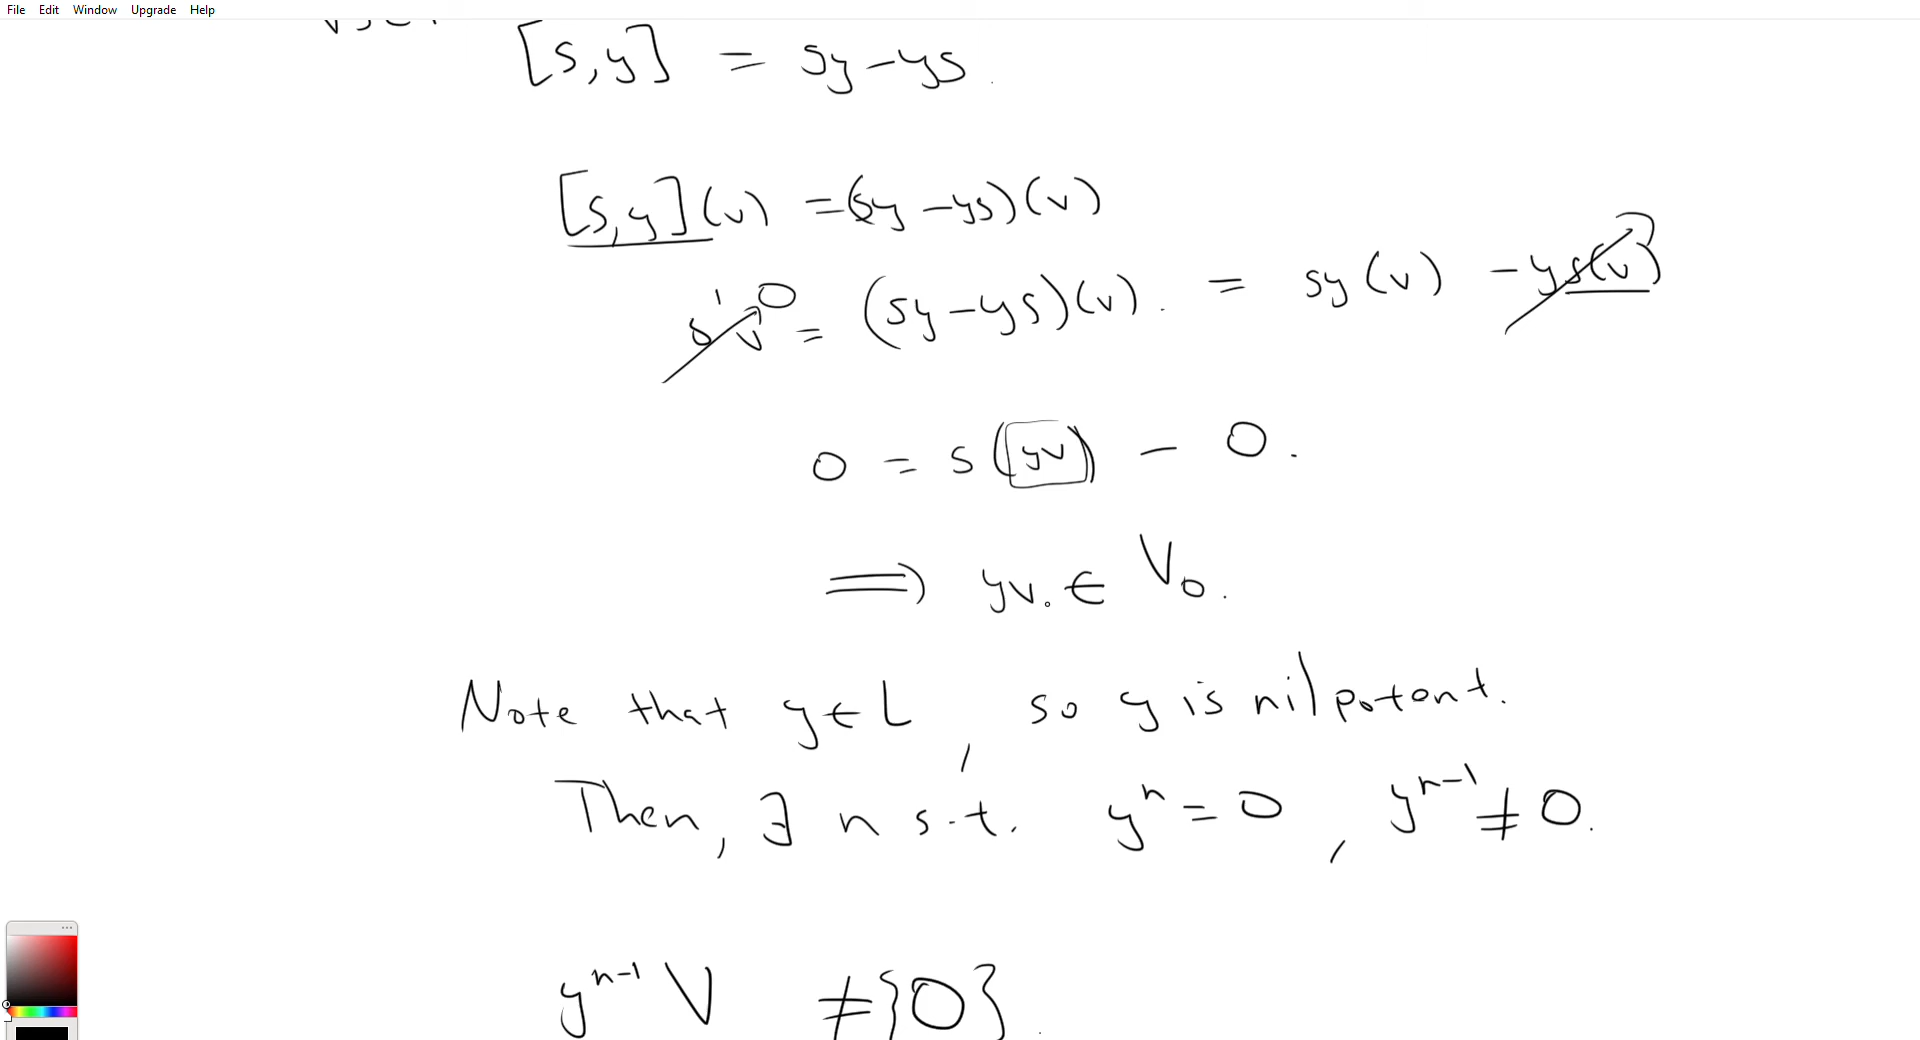 File Edit Window Upgrade Help
[s,y] = sy-ys.
[s,y](v) =(sy-ys)(v)
s'v 0 = (sy-ys)(v). = sy(v) -ys(v)
0 = s(yv) - 0.
⟹ yv. ∈ V₀.
Note that y∈L, so y is nilpotent.
Then, ∃ n s.t. yⁿ=0, yⁿ⁻¹≠0.
yⁿ⁻¹V ≠{0}.